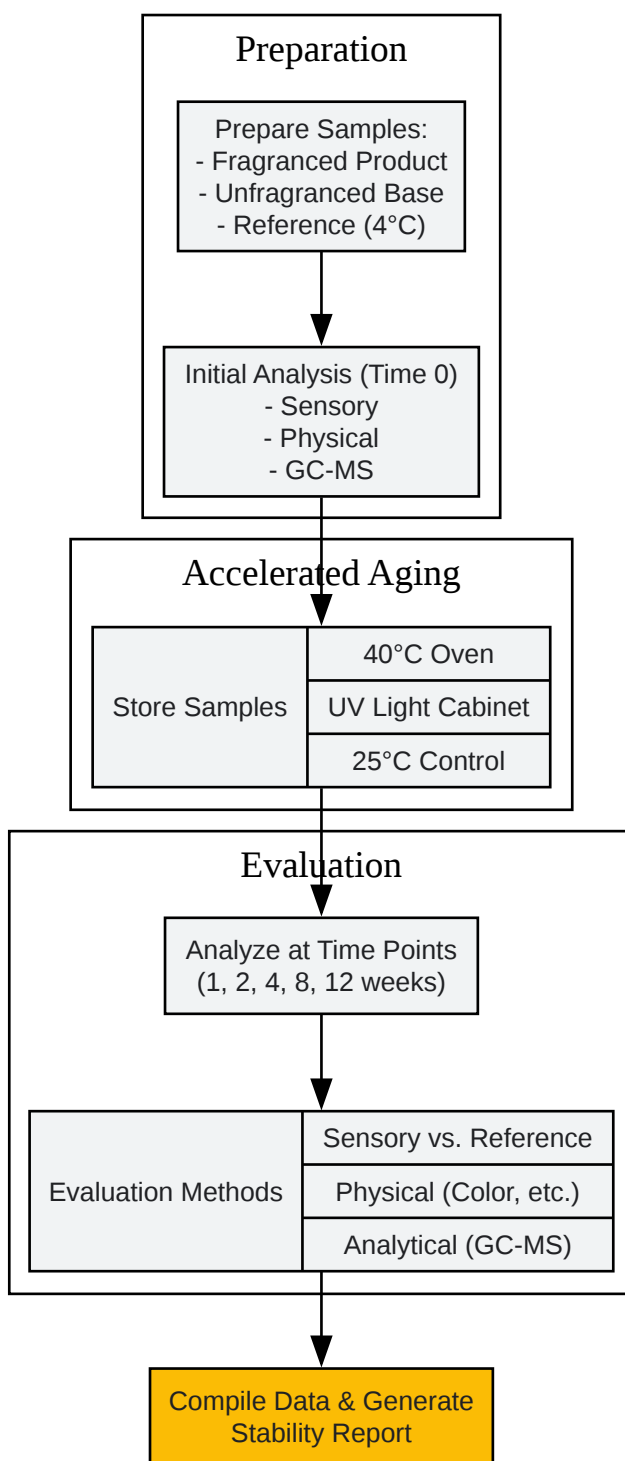 Preparation
Prepare Samples:
- Fragranced Product
- Unfragranced Base
- Reference (4°C)
Initial Analysis (Time 0)
- Sensory
- Physical
- GC-MS
Accelerated Aging
Store Samples
40°C Oven
UV Light Cabinet
25°C Control
Evaluation
Analyze at Time Points
(1, 2, 4, 8, 12 weeks)
Evaluation Methods
Sensory vs. Reference
Physical (Color, etc.)
Analytical (GC-MS)
Compile Data & Generate
Stability Report